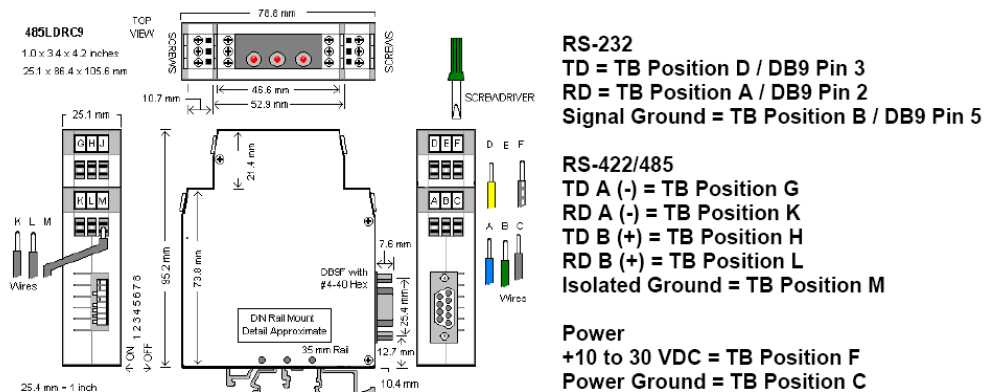 485LDRC9
1.0 x 3.4 x 4.2 inches
25.1 x 86.4 x 105.6 mm
TOP
VIEW
78.8 mm
SCREWS
SCREWS
10.7 mm
46.6 mm
52.9 mm
SCREWDRIVER
25.1 mm
G H J
K L M
K L M
Wires
ON
1 2 3 4 5 6 7 8
OFF
25.4 mm = 1 inch
21.4 mm
95.2 mm
73.8 mm
DIN Rail Mount
Detail Approximate
35 mm Rail
7.6 mm
DB9F with
#4-40 Hex
25.4 mm
12.7 mm
10.4 mm
D E F
A B C
D E F
A B C
Wires
RS-232
TD = TB Position D / DB9 Pin 3
RD = TB Position A / DB9 Pin 2
Signal Ground = TB Position B / DB9 Pin 5
RS-422/485
TD A (-) = TB Position G
RD A (-) = TB Position K
TD B (+) = TB Position H
RD B (+) = TB Position L
Isolated Ground = TB Position M
Power
+10 to 30 VDC = TB Position F
Power Ground = TB Position C